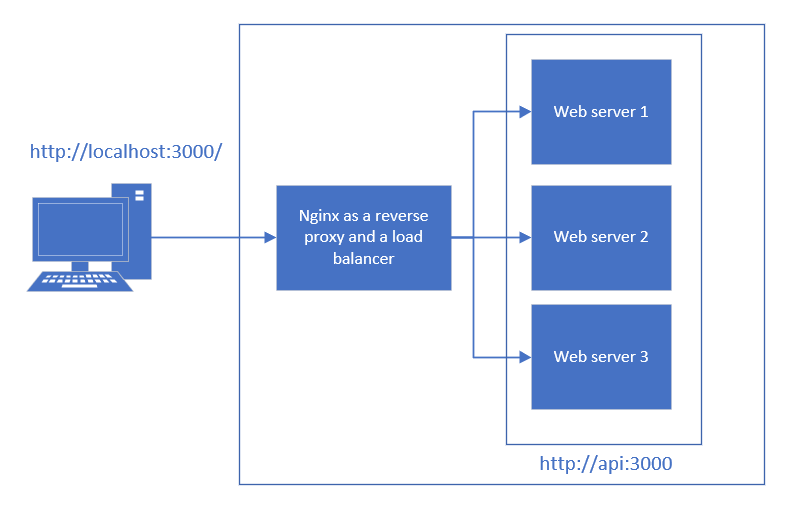 http://localhost:3000/
Nginx as a reverse
proxy and a load
balancer
Web server 1
Web server 2
Web server 3
http://api:3000